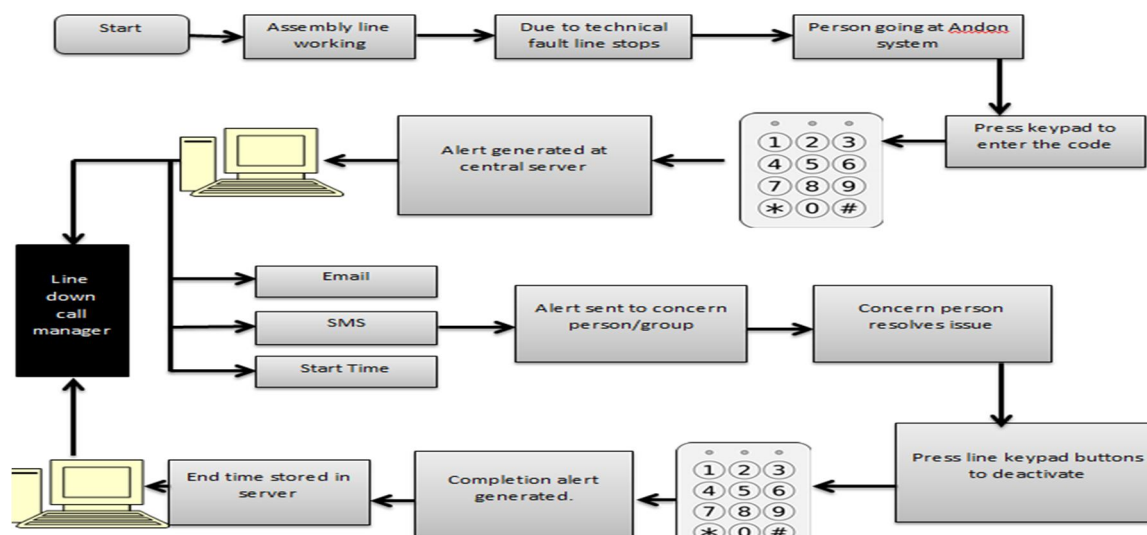 Start
Assembly line
working
Due to technical
fault line stops
Person going at Andon
system
Press keypad to
enter the code
1 2 3
4 5 6
7 8 9
* 0 #
Alert generated at
central server
Line
down
call
manager
Email
SMS
Start Time
Alert sent to concern
person/group
Concern person
resolves issue
Press line keypad buttons
to deactivate
1 2 3
4 5 6
7 8 9
* 0 #
Completion alert
generated.
End time stored in
server